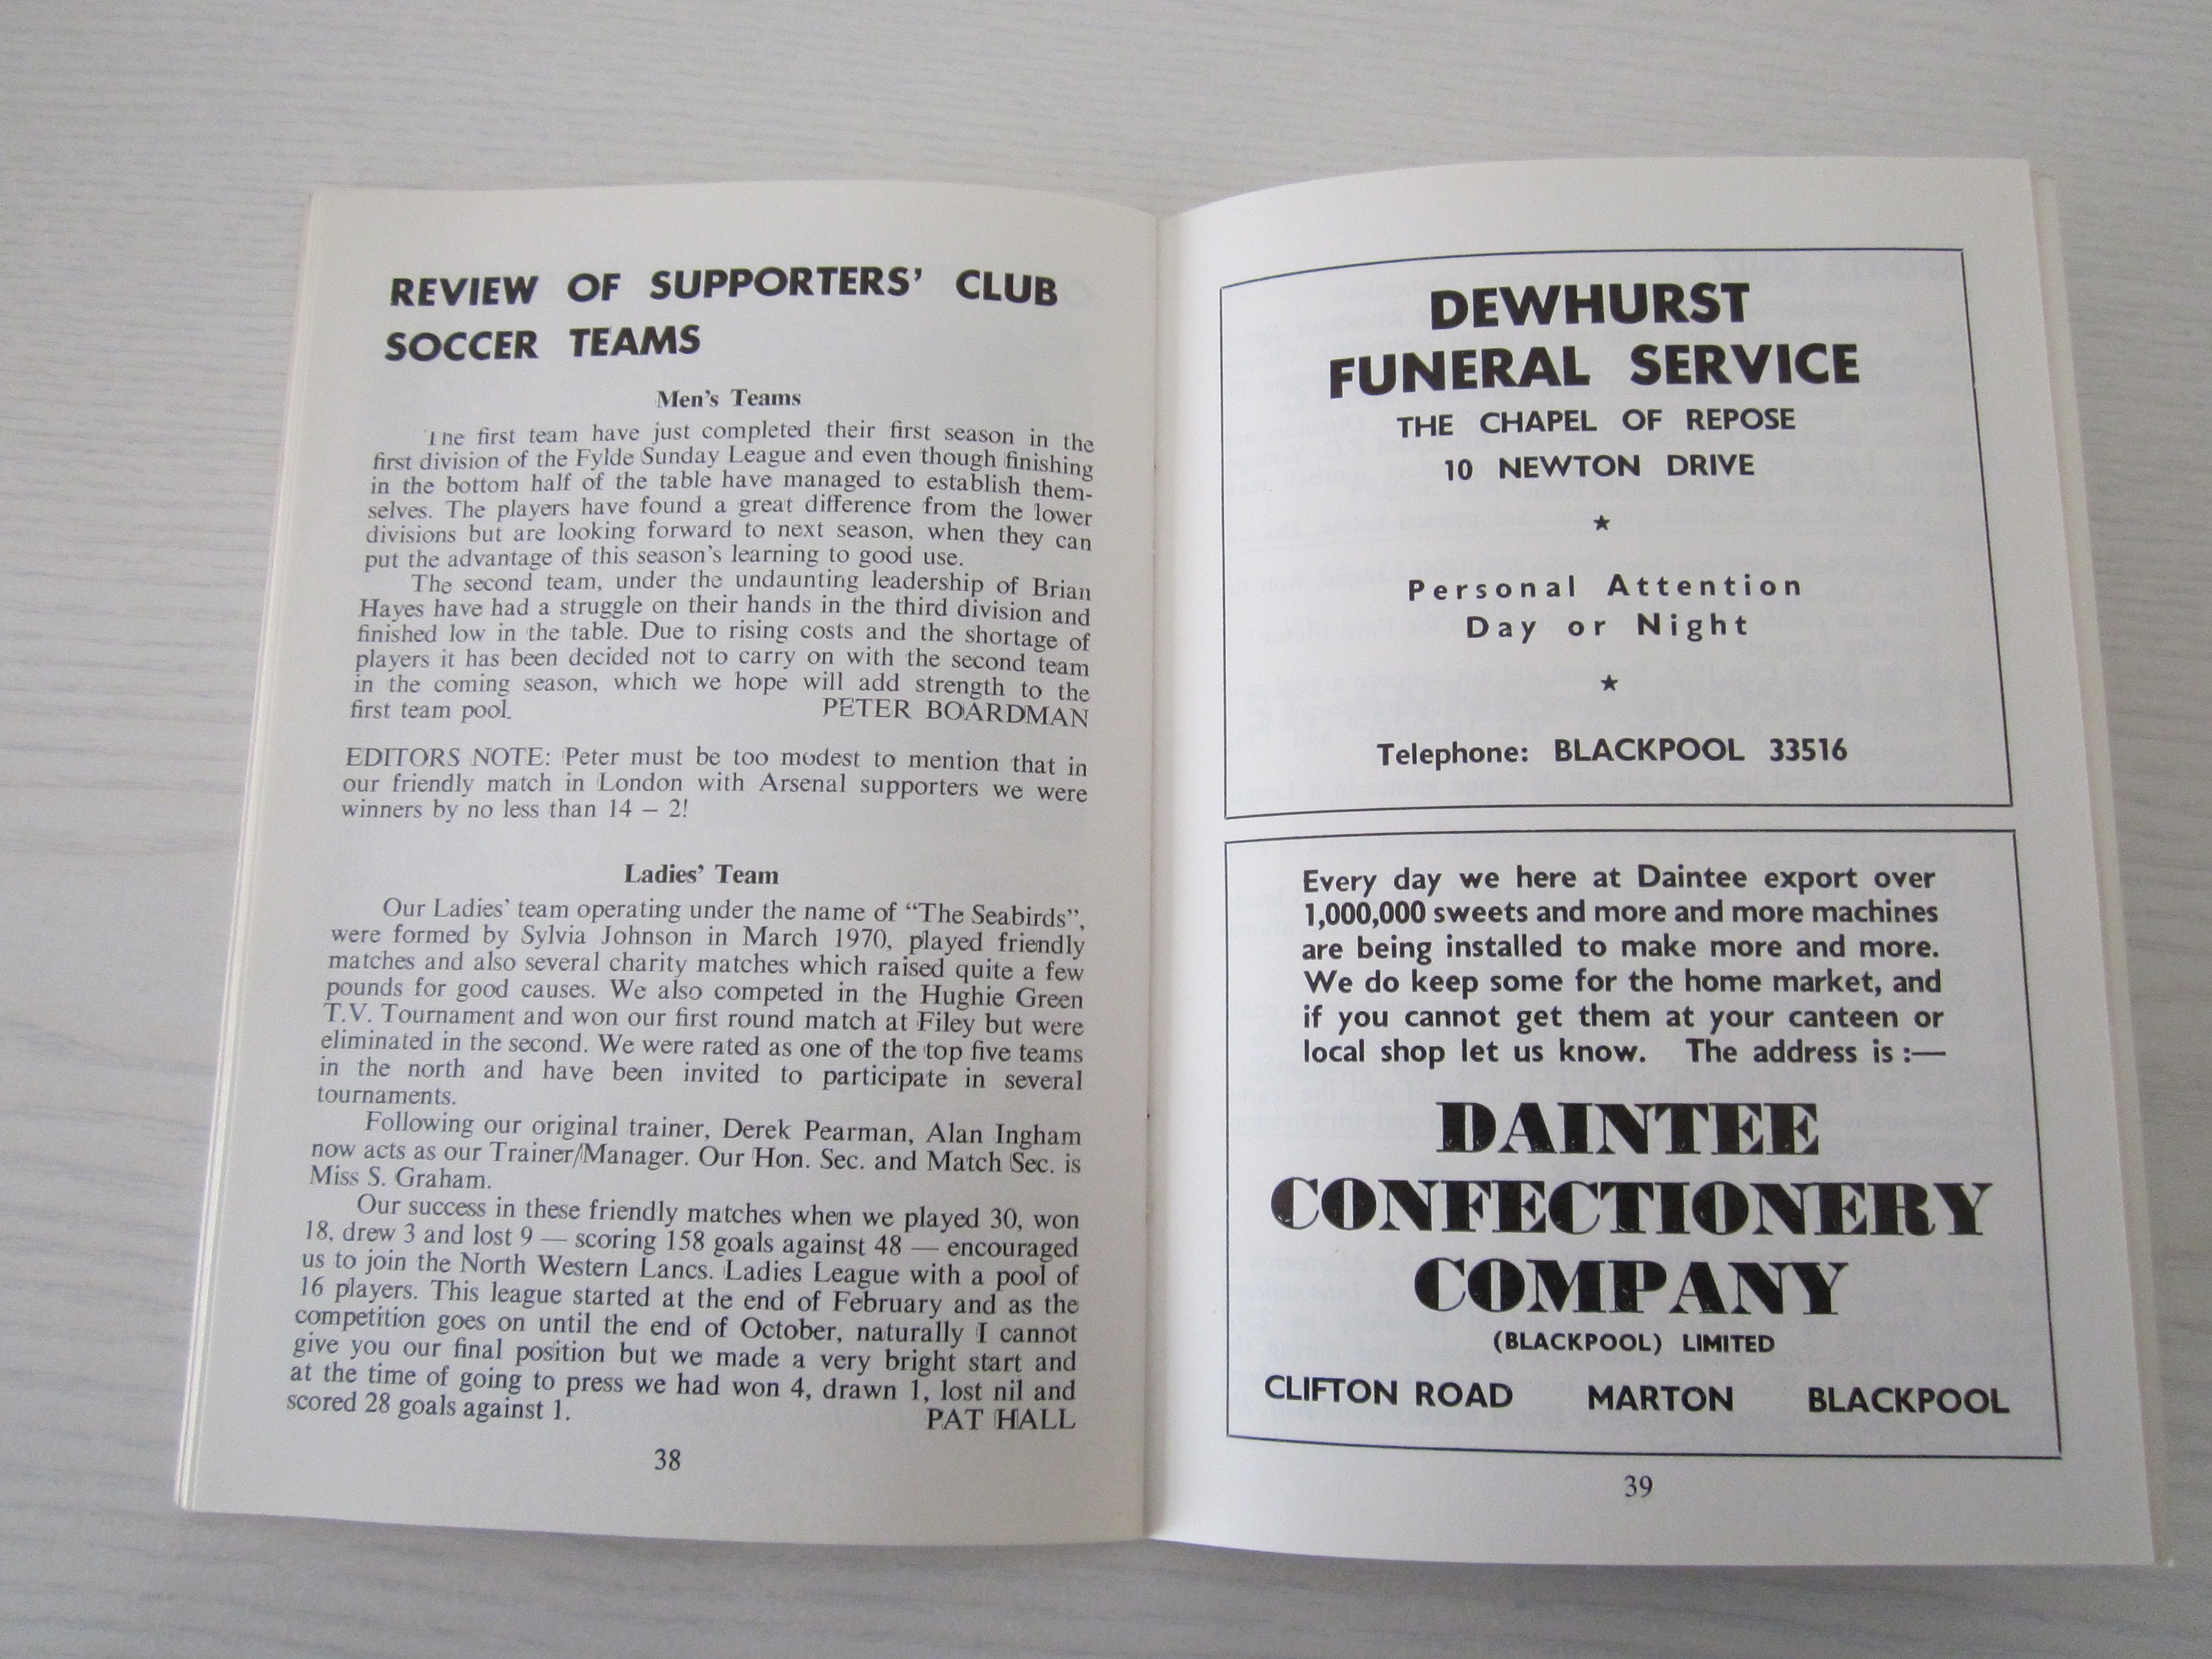 REVIEW OF SUPPORTERS' CLUB
SOCCER TEAMS
Men's Teams
The first team have just completed their first season in the
first division of the Fylde Sunday League and even though finishing
in the bottom half of the table have managed to establish them-
selves. The players have found a great difference from the lower
divisions but are looking forward to next season, when they can
put the advantage of this season's learning to good use.
The second team, under the undaunting leadership of Brian
Hayes have had a struggle on their hands in the third division and
finished low in the table. Due to rising costs and the shortage of
players it has been decided not to carry on with the second team
in the coming season, which we hope will add strength to the
first team pool. PETER BOARDMAN
EDITORS NOTE: Peter must be too modest to mention that in
our friendly match in London with Arsenal supporters we were
winners by no less than 14 – 2!
Ladies' Team
Our Ladies' team operating under the name of "The Seabirds",
were formed by Sylvia Johnson in March 1970, played friendly
matches and also several charity matches which raised quite a few
pounds for good causes. We also competed in the Hughie Green
T.V. Tournament and won our first round match at Filey but were
eliminated in the second. We were rated as one of the top five teams
in the north and have been invited to participate in several
tournaments.
Following our original trainer, Derek Pearman, Alan Ingham
now acts as our Trainer/Manager. Our Hon. Sec. and Match Sec. is
Miss S. Graham.
Our success in these friendly matches when we played 30, won
18, drew 3 and lost 9 — scoring 158 goals against 48 — encouraged
us to join the North Western Lancs. Ladies League with a pool of
16 players. This league started at the end of February and as the
competition goes on until the end of October, naturally I cannot
give you our final position but we made a very bright start and
at the time of going to press we had won 4, drawn 1, lost nil and
scored 28 goals against 1. PAT HALL
38
DEWHURST
FUNERAL SERVICE
THE CHAPEL OF REPOSE
10 NEWTON DRIVE
★
Personal Attention
Day or Night
★
Telephone: BLACKPOOL 33516
Every day we here at Daintee export over
1,000,000 sweets and more and more machines
are being installed to make more and more.
We do keep some for the home market, and
if you cannot get them at your canteen or
local shop let us know. The address is :—
DAINTEE
CONFECTIONERY
COMPANY
(BLACKPOOL) LIMITED
CLIFTON ROAD MARTON BLACKPOOL
39